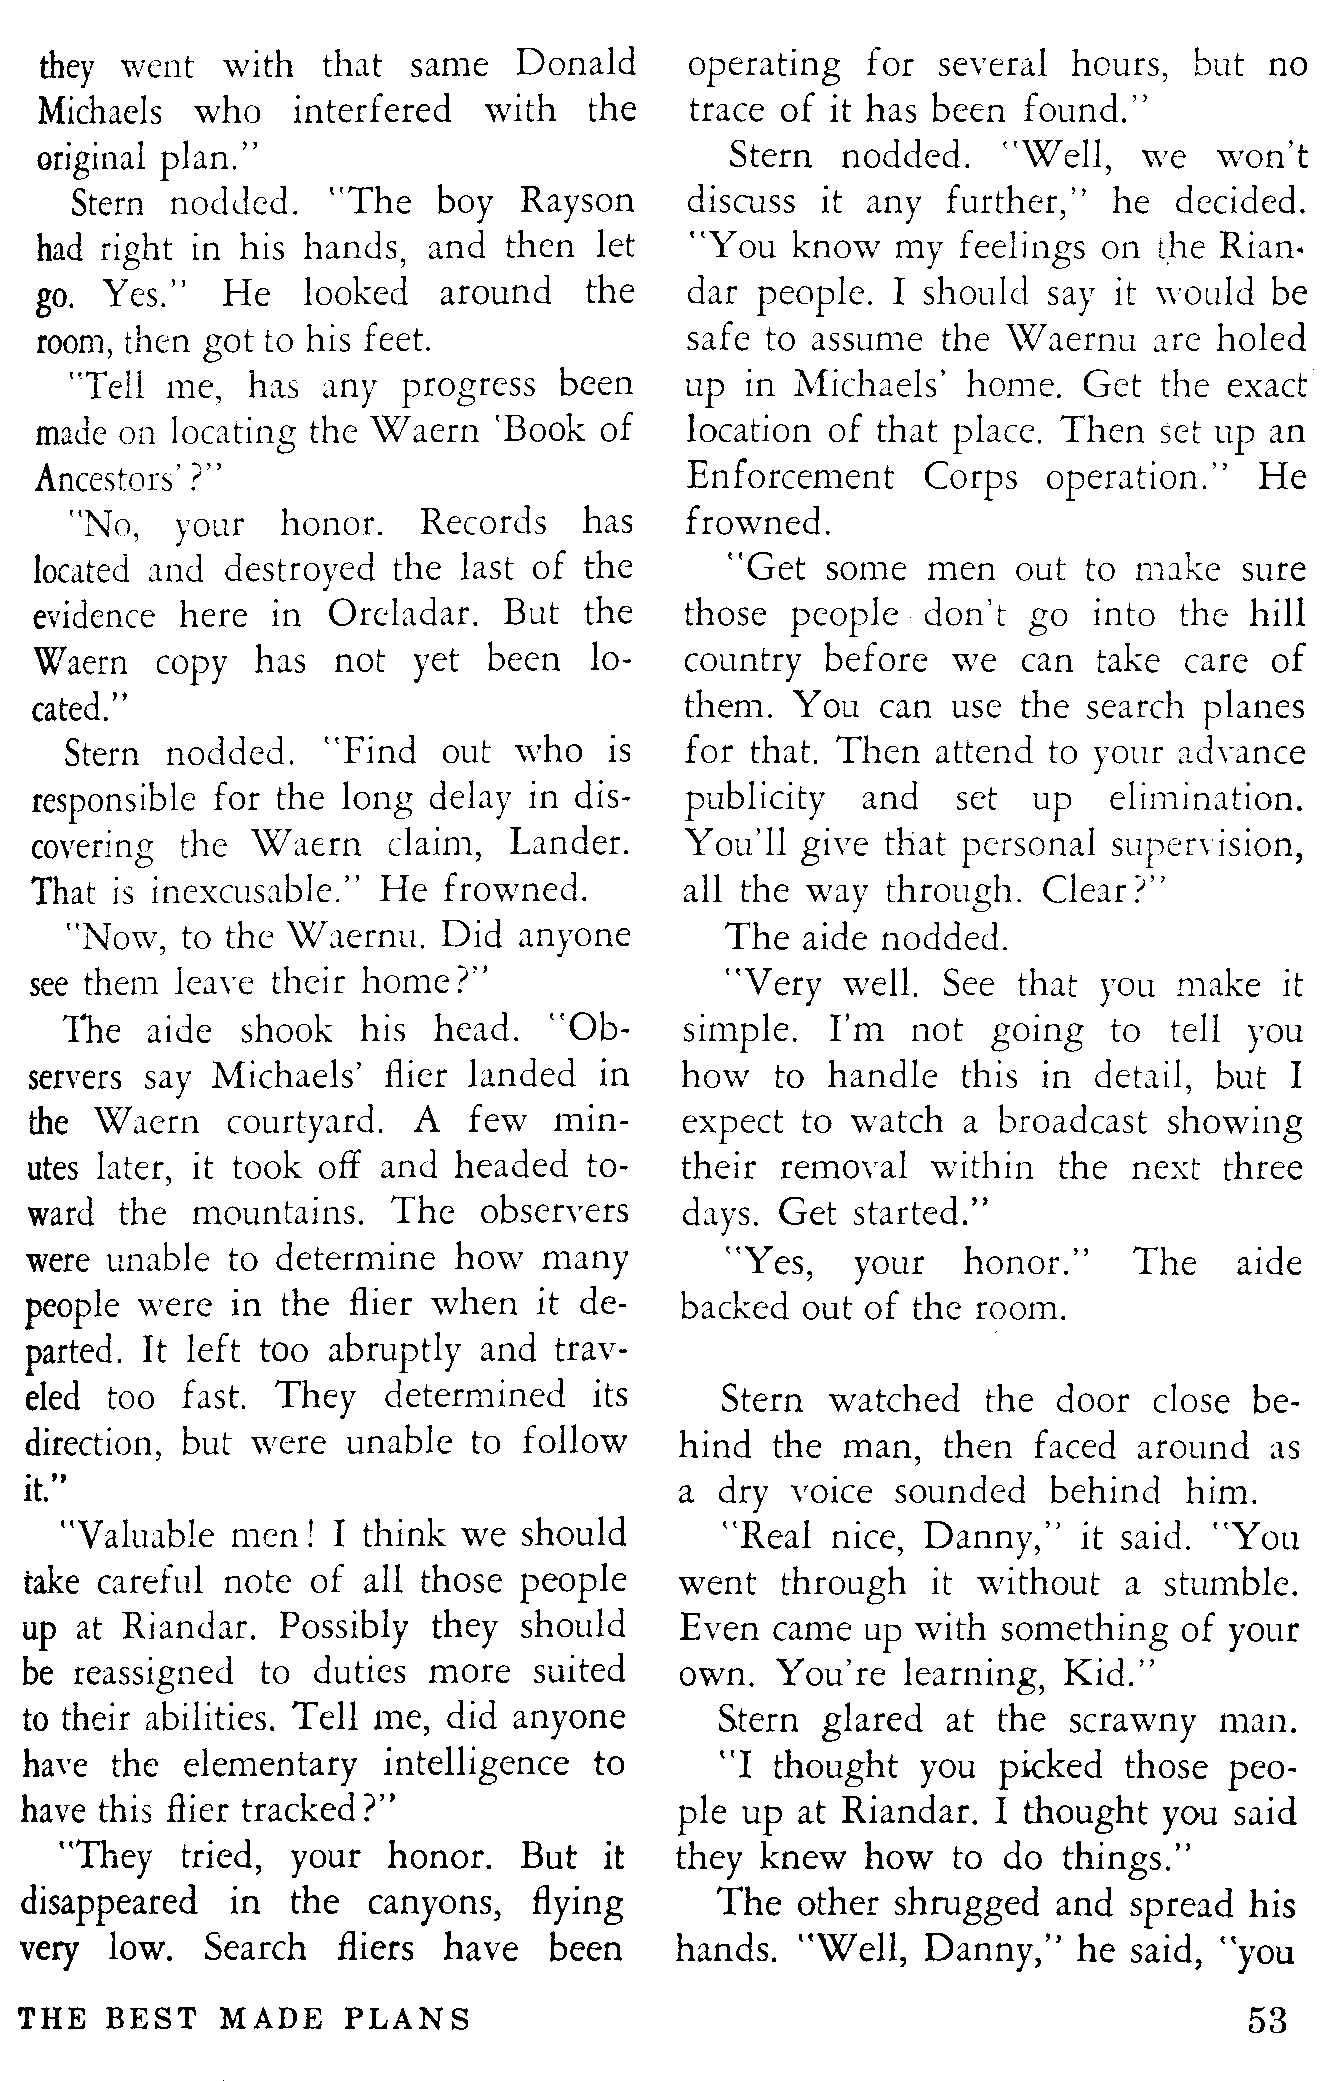 they went with that same Donald
Michaels who interfered with the
original plan."
Stern nodded. "The boy Rayson
had right in his hands, and then let
go. Yes." He looked around the
room, then got to his feet.
"Tell me, has any progress been
made on locating the Waern 'Book of
Ancestors'?"
"No, your honor. Records has
located and destroyed the last of the
evidence here in Oreladar. But the
Waern copy has not yet been lo-
cated."
Stern nodded. "Find out who is
responsible for the long delay in dis-
covering the Waern claim, Lander.
That is inexcusable." He frowned.
"Now, to the Waernu. Did anyone
see them leave their home?"
The aide shook his head. "Ob-
servers say Michaels' flier landed in
the Waern courtyard. A few min-
utes later, it took off and headed to-
ward the mountains. The observers
were unable to determine how many
people were in the flier when it de-
parted. It left too abruptly and trav-
eled too fast. They determined its
direction, but were unable to follow
it."
"Valuable men! I think we should
take careful note of all those people
up at Riandar. Possibly they should
be reassigned to duties more suited
to their abilities. Tell me, did anyone
have the elementary intelligence to
have this flier tracked?"
"They tried, your honor. But it
disappeared in the canyons, flying
very low. Search fliers have been
operating for several hours, but no
trace of it has been found."
Stern nodded. "Well, we won't
discuss it any further," he decided.
"You know my feelings on the Rian-
dar people. I should say it would be
safe to assume the Waernu are holed
up in Michaels' home. Get the exact
location of that place. Then set up an
Enforcement Corps operation." He
frowned.
"Get some men out to make sure
those people don't go into the hill
country before we can take care of
them. You can use the search planes
for that. Then attend to your advance
publicity and set up elimination.
You'll give that personal supervision,
all the way through. Clear?"
The aide nodded.
"Very well. See that you make it
simple. I'm not going to tell you
how to handle this in detail, but I
expect to watch a broadcast showing
their removal within the next three
days. Get started."
"Yes, your honor." The aide
backed out of the room.
Stern watched the door close be-
hind the man, then faced around as
a dry voice sounded behind him.
"Real nice, Danny," it said. "You
went through it without a stumble.
Even came up with something of your
own. You're learning, Kid."
Stern glared at the scrawny man.
"I thought you picked those peo-
ple up at Riandar. I thought you said
they knew how to do things."
The other shrugged and spread his
hands. "Well, Danny," he said, "you
THE BEST MADE PLANS 53